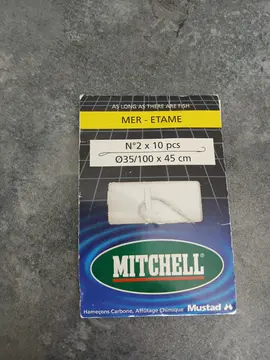 AS LONG AS THERE ARE FISH
MER - ETAME
N°2 x 10 pcs
Ø35/100 x 45 cm
MITCHELL®
Hameçons Carbone, Affûtage Chimique Mustad